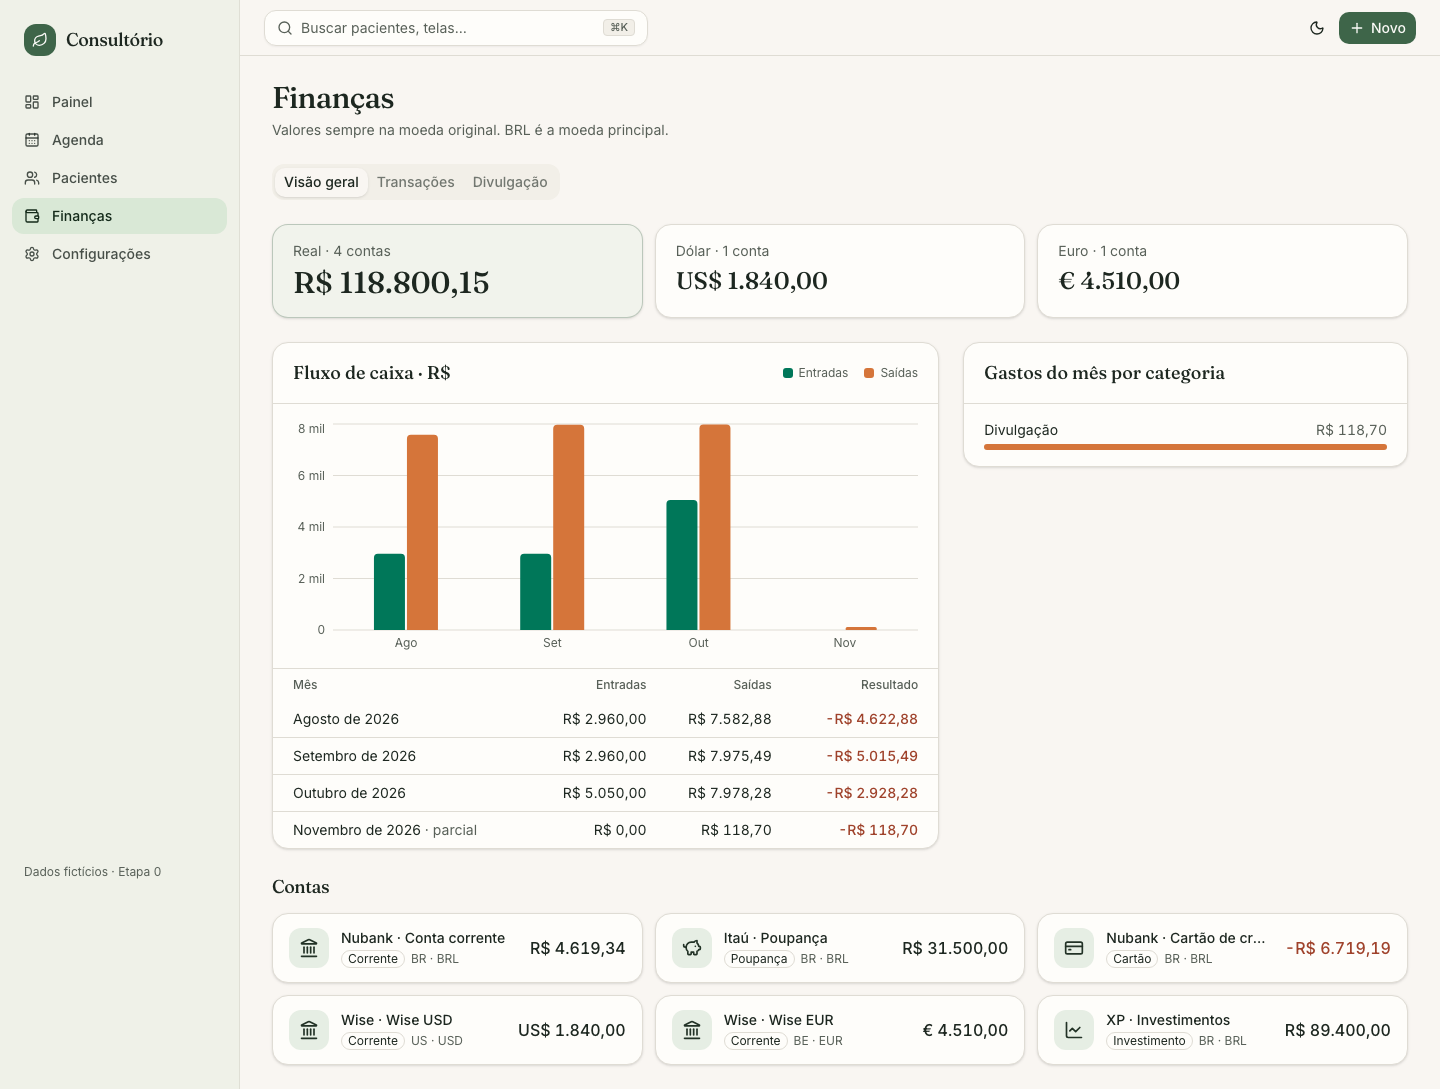 Consultório
Buscar pacientes, telas...
⌘K
Novo
Painel
Agenda
Pacientes
Finanças
Configurações
Dados fictícios · Etapa 0
Finanças
Valores sempre na moeda original. BRL é a moeda principal.
Visão geral
Transações
Divulgação
Real · 4 contas
R$ 118.800,15
Dólar · 1 conta
US$ 1.840,00
Euro · 1 conta
€ 4.510,00
Fluxo de caixa · R$
Entradas
Saídas
8 mil
6 mil
4 mil
2 mil
0
Ago
Set
Out
Nov
Mês Entradas Saídas Resultado
Agosto de 2026 R$ 2.960,00 R$ 7.582,88 -R$ 4.622,88
Setembro de 2026 R$ 2.960,00 R$ 7.975,49 -R$ 5.015,49
Outubro de 2026 R$ 5.050,00 R$ 7.978,28 -R$ 2.928,28
Novembro de 2026 · parcial R$ 0,00 R$ 118,70 -R$ 118,70
Gastos do mês por categoria
Divulgação R$ 118,70
Contas
Nubank · Conta corrente
Corrente BR · BRL
R$ 4.619,34
Itaú · Poupança
Poupança BR · BRL
R$ 31.500,00
Nubank · Cartão de cr...
Cartão BR · BRL
-R$ 6.719,19
Wise · Wise USD
Corrente US · USD
US$ 1.840,00
Wise · Wise EUR
Corrente BE · EUR
€ 4.510,00
XP · Investimentos
Investimento BR · BRL
R$ 89.400,00